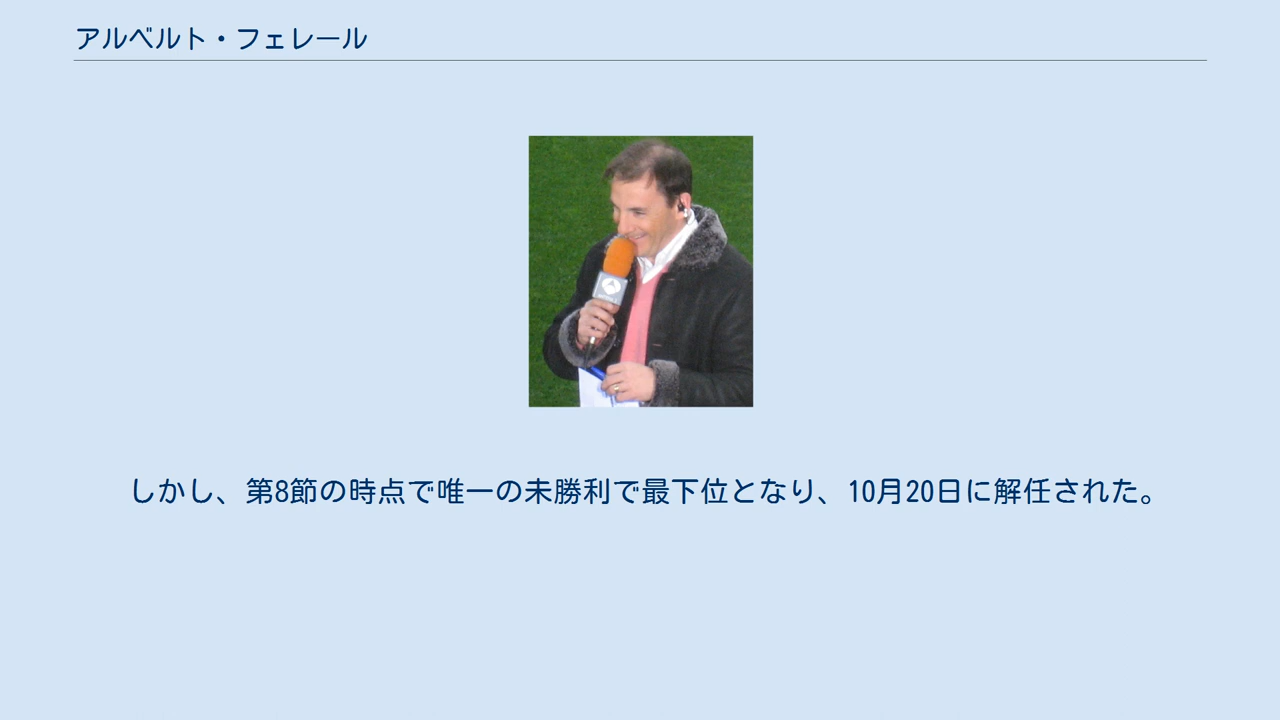 アルベルト・フェレール
しかし、第8節の時点で唯一の未勝利で最下位となり、10月20日に解任された。